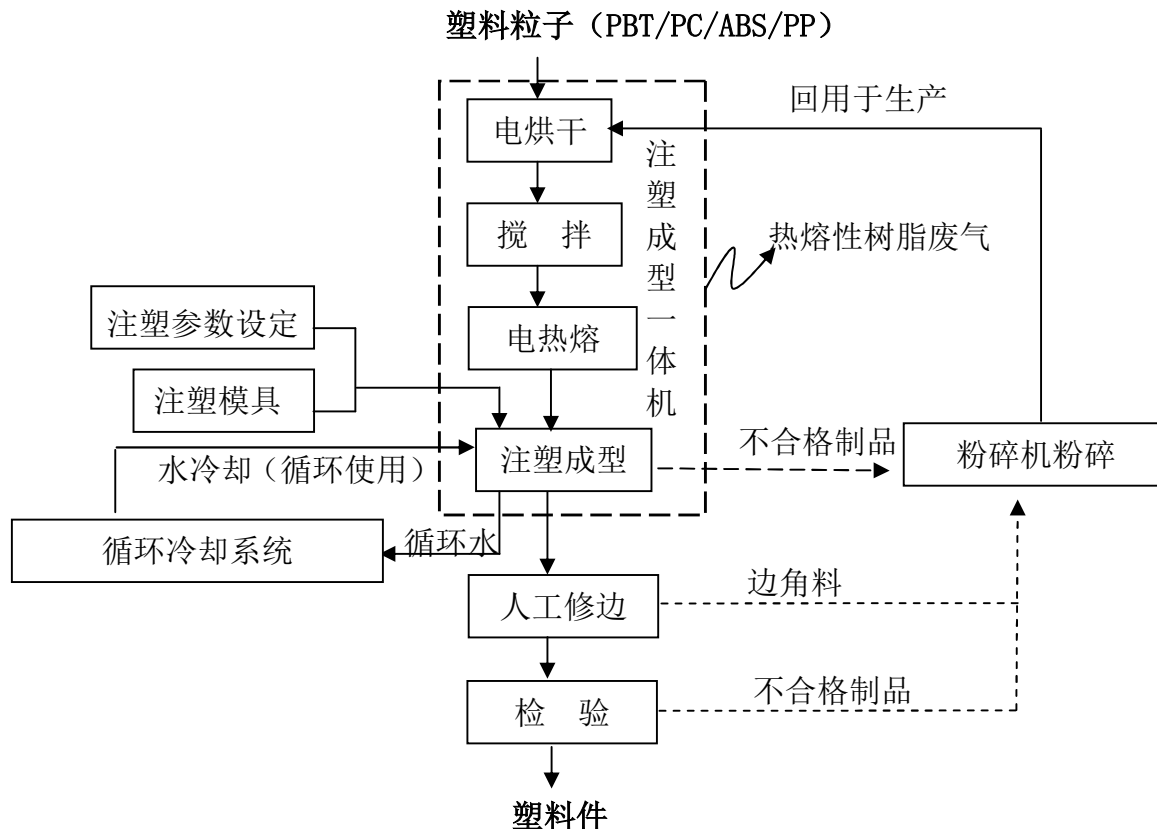 塑料粒子（PBT/PC/ABS/PP）
回用于生产
电烘干
注塑成型一体机
搅 拌
热熔性树脂废气
注塑参数设定
电热熔
注塑模具
不合格制品
水冷却（循环使用）
注塑成型
粉碎机粉碎
循环冷却系统
循环水
人工修边
边角料
检 验
不合格制品
塑料件